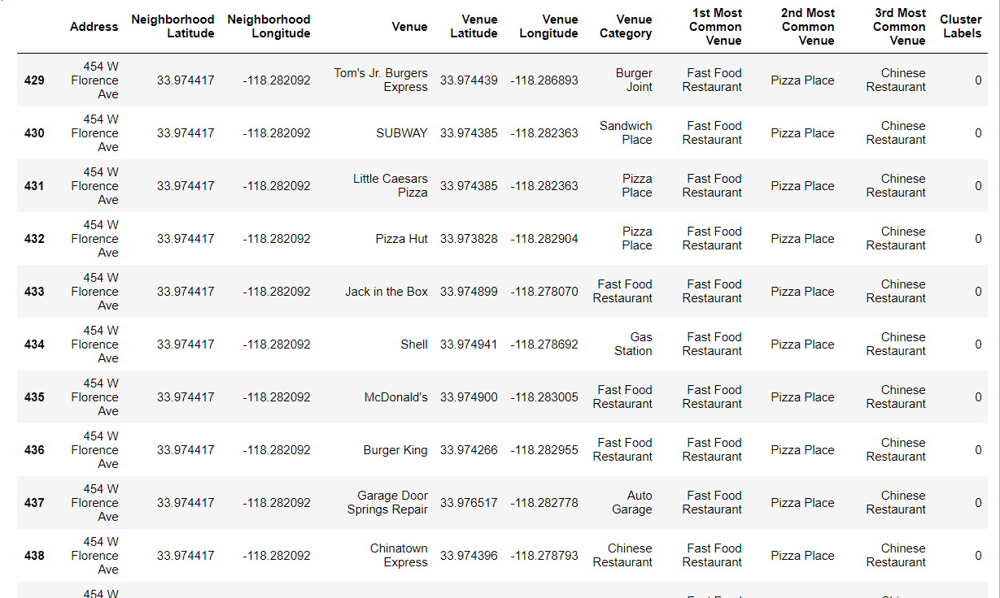 Address Neighborhood Latitude Neighborhood Longitude Venue Venue Latitude Venue Longitude Venue Category 1st Most Common Venue 2nd Most Common Venue 3rd Most Common Venue Cluster Labels
429 454 W Florence Ave 33.974417 -118.282092 Tom's Jr. Burgers Express 33.974439 -118.286893 Burger Joint Fast Food Restaurant Pizza Place Chinese Restaurant 0
430 454 W Florence Ave 33.974417 -118.282092 SUBWAY 33.974385 -118.282363 Sandwich Place Fast Food Restaurant Pizza Place Chinese Restaurant 0
431 454 W Florence Ave 33.974417 -118.282092 Little Caesars Pizza 33.974385 -118.282363 Pizza Place Fast Food Restaurant Pizza Place Chinese Restaurant 0
432 454 W Florence Ave 33.974417 -118.282092 Pizza Hut 33.973828 -118.282904 Pizza Place Fast Food Restaurant Pizza Place Chinese Restaurant 0
433 454 W Florence Ave 33.974417 -118.282092 Jack in the Box 33.974899 -118.278070 Fast Food Restaurant Fast Food Restaurant Pizza Place Chinese Restaurant 0
434 454 W Florence Ave 33.974417 -118.282092 Shell 33.974941 -118.278692 Gas Station Fast Food Restaurant Pizza Place Chinese Restaurant 0
435 454 W Florence Ave 33.974417 -118.282092 McDonald's 33.974900 -118.283005 Fast Food Restaurant Fast Food Restaurant Pizza Place Chinese Restaurant 0
436 454 W Florence Ave 33.974417 -118.282092 Burger King 33.974266 -118.282955 Fast Food Restaurant Fast Food Restaurant Pizza Place Chinese Restaurant 0
437 454 W Florence Ave 33.974417 -118.282092 Garage Door Springs Repair 33.976517 -118.282778 Auto Garage Fast Food Restaurant Pizza Place Chinese Restaurant 0
438 454 W Florence Ave 33.974417 -118.282092 Chinatown Express 33.974396 -118.278793 Chinese Restaurant Fast Food Restaurant Pizza Place Chinese Restaurant 0
454 W